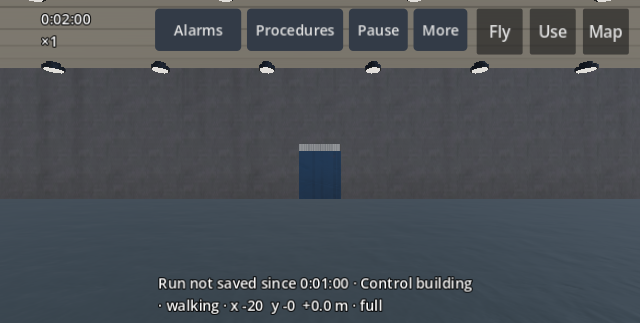 0:02:00
×1
Alarms
Procedures
Pause
More
Fly
Use
Map
Run not saved since 0:01:00 · Control building
· walking · x -20 y -0 +0.0 m · full